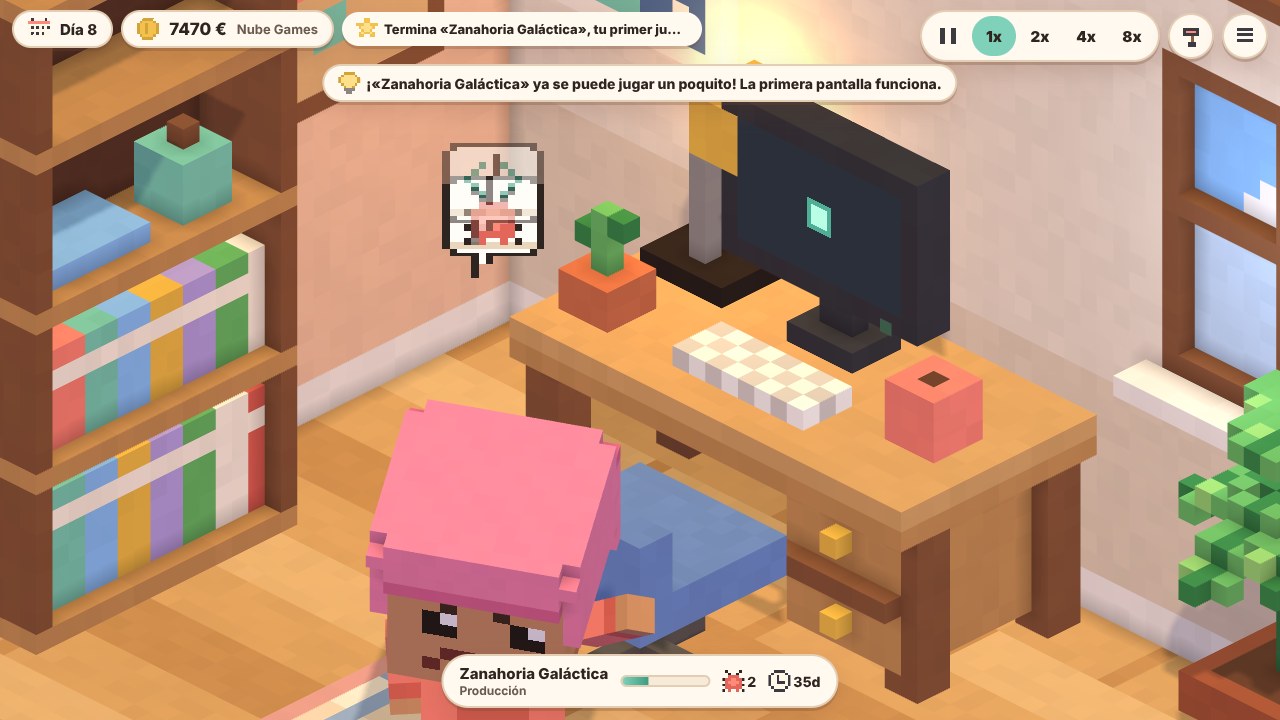 Día 8
7470 € Nube Games
Termina «Zanahoria Galáctica», tu primer ju...
1x 2x 4x 8x
¡«Zanahoria Galáctica» ya se puede jugar un poquito! La primera pantalla funciona.
Zanahoria Galáctica
Producción
2
35d